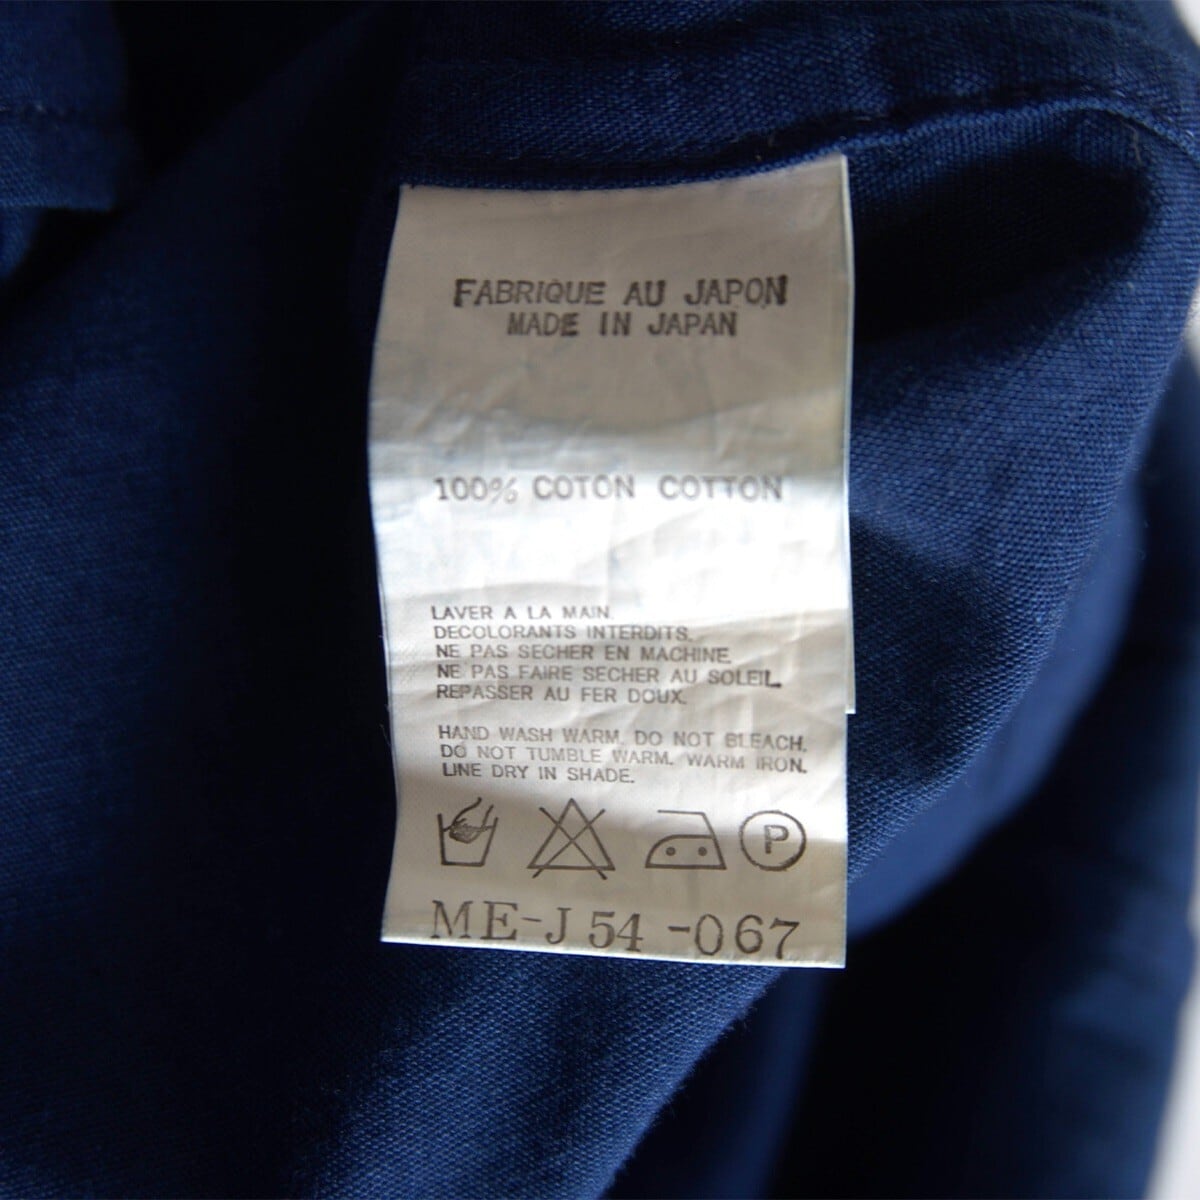 FABRIQUE AU JAPON
MADE IN JAPAN
100% COTON COTTON
LAVER A LA MAIN.
DECOLORANTS INTERDITS.
NE PAS SECHER EN MACHINE.
NE PAS FAIRE SECHER AU SOLEIL.
REPASSER AU FER DOUX.
HAND WASH WARM. DO NOT BLEACH.
DO NOT TUMBLE WARM. WARM IRON.
LINE DRY IN SHADE.
P
ME-J54-067